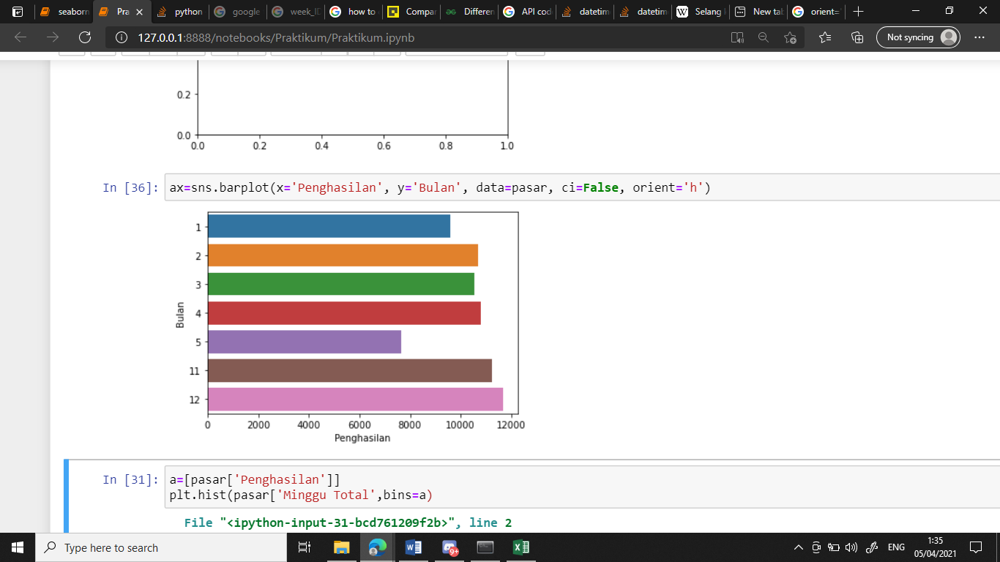 seaborn
Pra
python
google
week_ID
how to
Compar
Differen
API cod
datetim
datetim
Selang
New tab
orient='
127.0.0.1:8888/notebooks/Praktikum/Praktikum.ipynb
Not syncing
0.2
0.0
0.0 0.2 0.4 0.6 0.8 1.0
In [36]: ax=sns.barplot(x='Penghasilan', y='Bulan', data=pasar, ci=False, orient='h')
1
2
3
4
5
11
12
Bulan
0 2000 4000 6000 8000 10000 12000
Penghasilan
In [31]: a=[pasar['Penghasilan']]
plt.hist(pasar['Minggu Total',bins=a)
File "<ipython-input-31-bcd761209f2b>", line 2
Type here to search
9+
ENG
1:35
05/04/2021